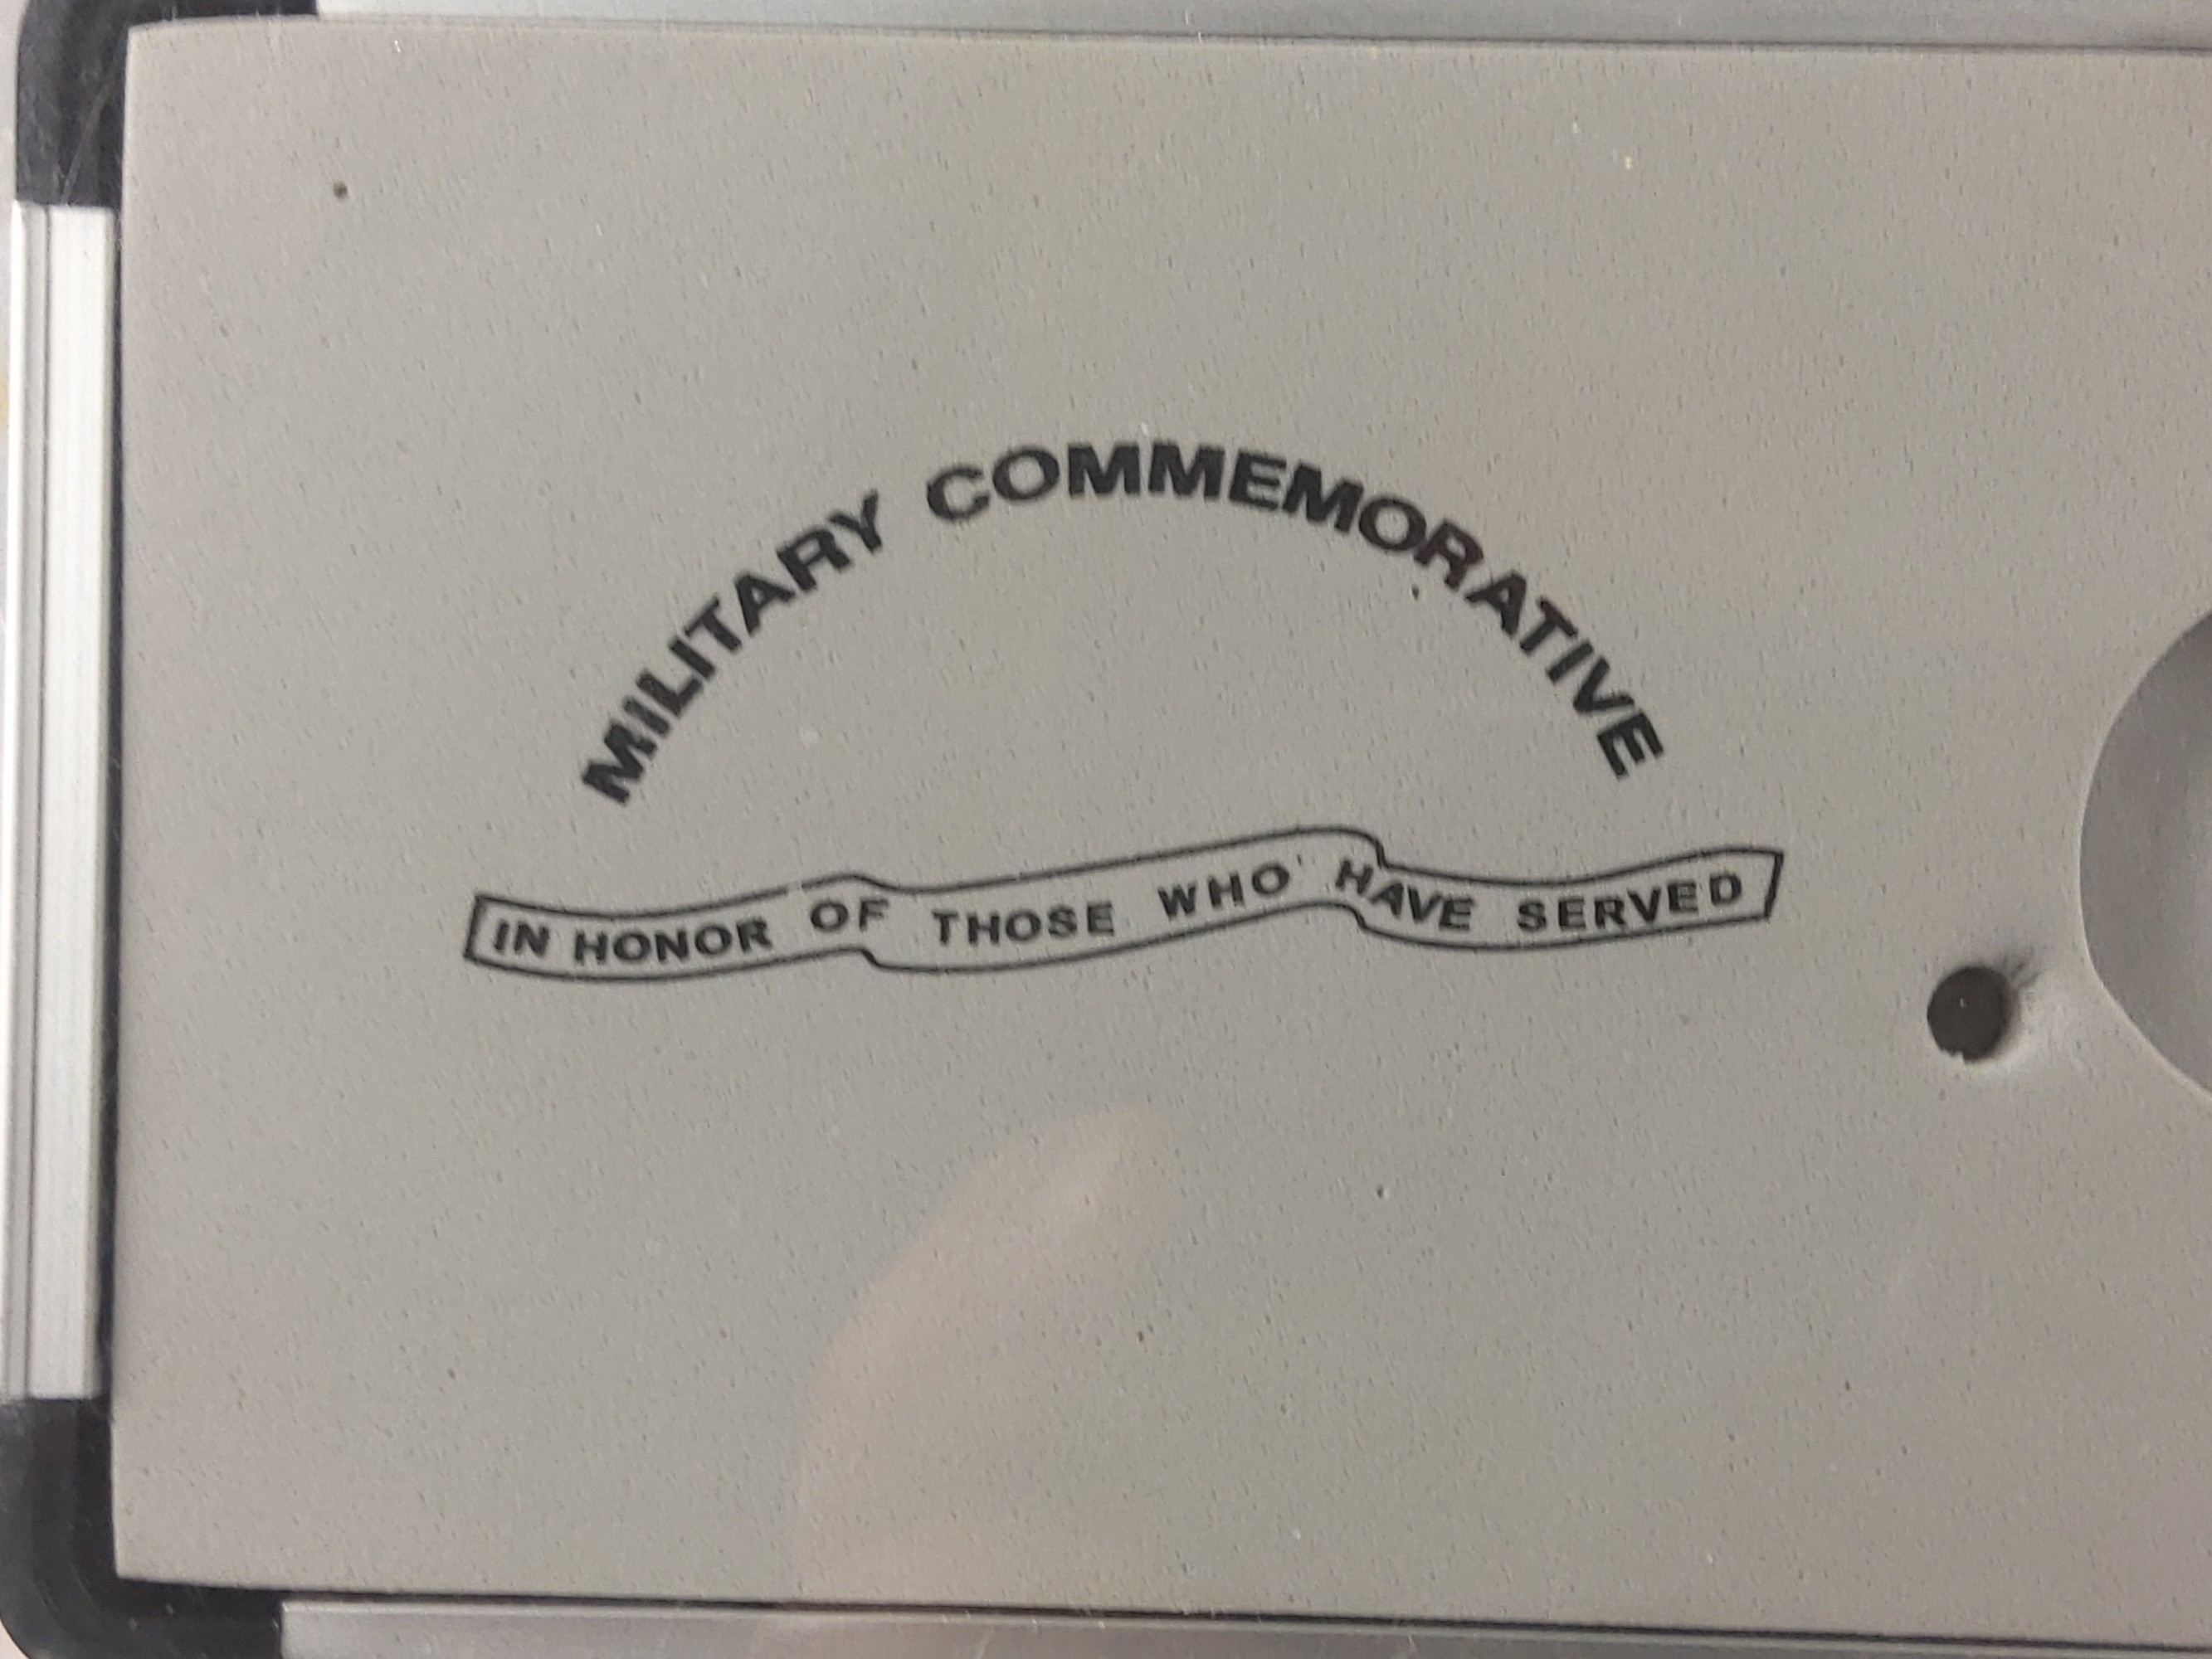 MILITARY COMMEMORATIVE
IN HONOR OF THOSE WHO HAVE SERVED